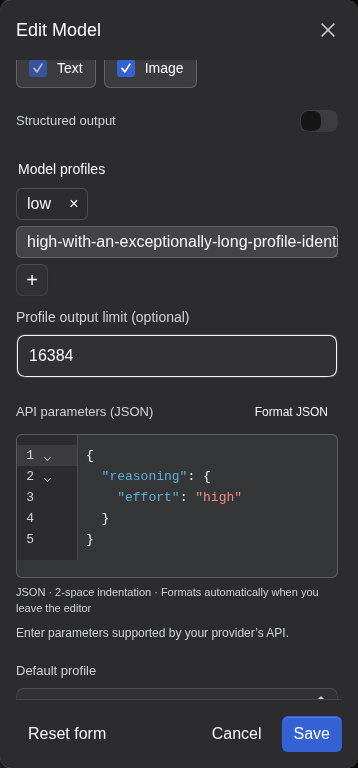 Edit Model
Text
Image
Structured output
Model profiles
low ×
high-with-an-exceptionally-long-profile-ident
+
Profile output limit (optional)
16384
API parameters (JSON)
Format JSON
1 {
2 "reasoning": {
3 "effort": "high"
4 }
5 }
JSON · 2-space indentation · Formats automatically when you
leave the editor
Enter parameters supported by your provider's API.
Default profile
Reset form
Cancel
Save